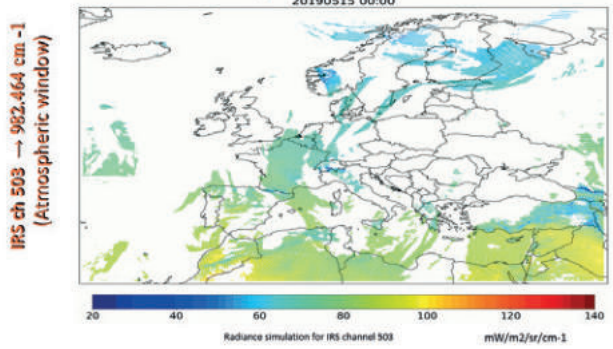 20190515 00:00
IRS ch 503 → 982.464 cm -1
(Atmospheric window)
20 40 60 80 100 120 140
Radiance simulation for IRS channel 503
mW/m2/sr/cm-1